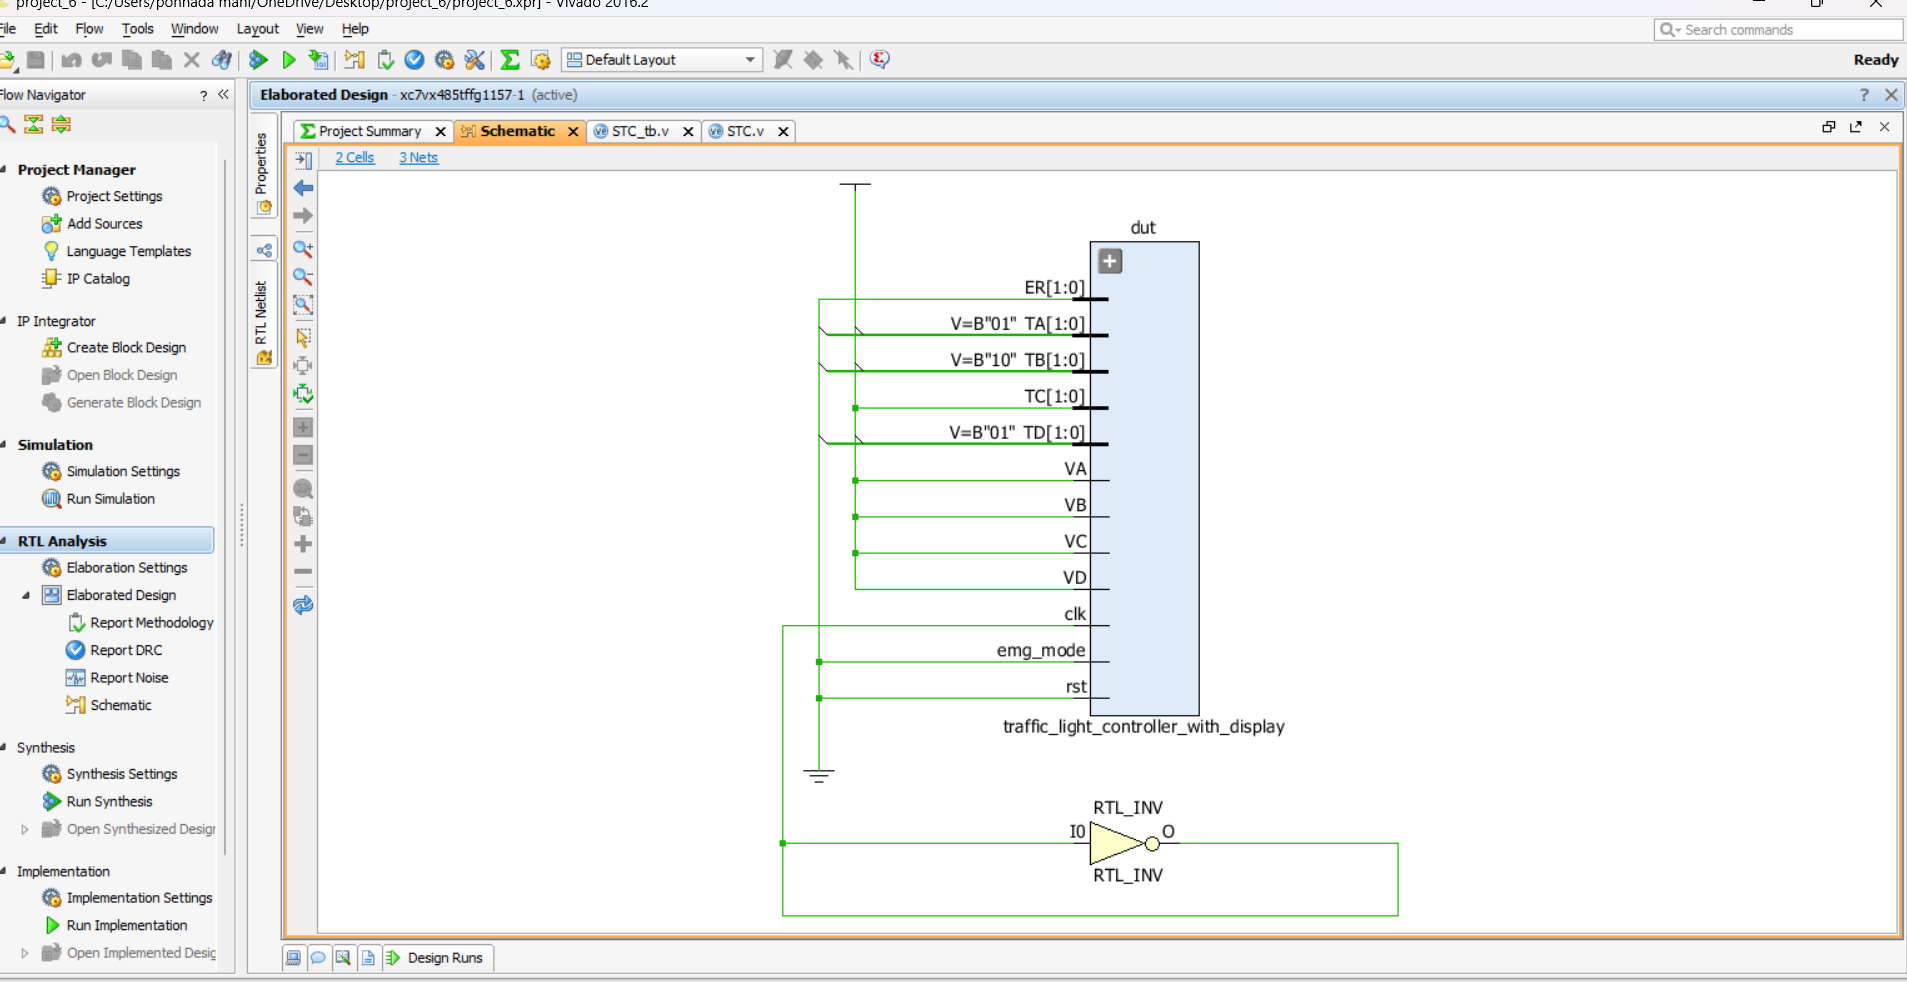 project_6 - [C:/Users/ponnada mani/OneDrive/Desktop/project_6/project_6.xpr] - Vivado 2016.2
File Edit Flow Tools Window Layout View Help
Search commands
Default Layout
Ready
Flow Navigator
Elaborated Design - xc7vx485tffg1157-1 (active)
Project Summary
Schematic
STC_tb.v
STC.v
2 Cells
3 Nets
Properties
RTL Netlist
Project Manager
Project Settings
Add Sources
Language Templates
IP Catalog
IP Integrator
Create Block Design
Open Block Design
Generate Block Design
Simulation
Simulation Settings
Run Simulation
RTL Analysis
Elaboration Settings
Elaborated Design
Report Methodology
Report DRC
Report Noise
Schematic
Synthesis
Synthesis Settings
Run Synthesis
Open Synthesized Design
Implementation
Implementation Settings
Run Implementation
Open Implemented Desig
dut
ER[1:0]
V=B"01" TA[1:0]
V=B"10" TB[1:0]
TC[1:0]
V=B"01" TD[1:0]
VA
VB
VC
VD
clk
emg_mode
rst
traffic_light_controller_with_display
RTL_INV
I0
O
RTL_INV
Design Runs